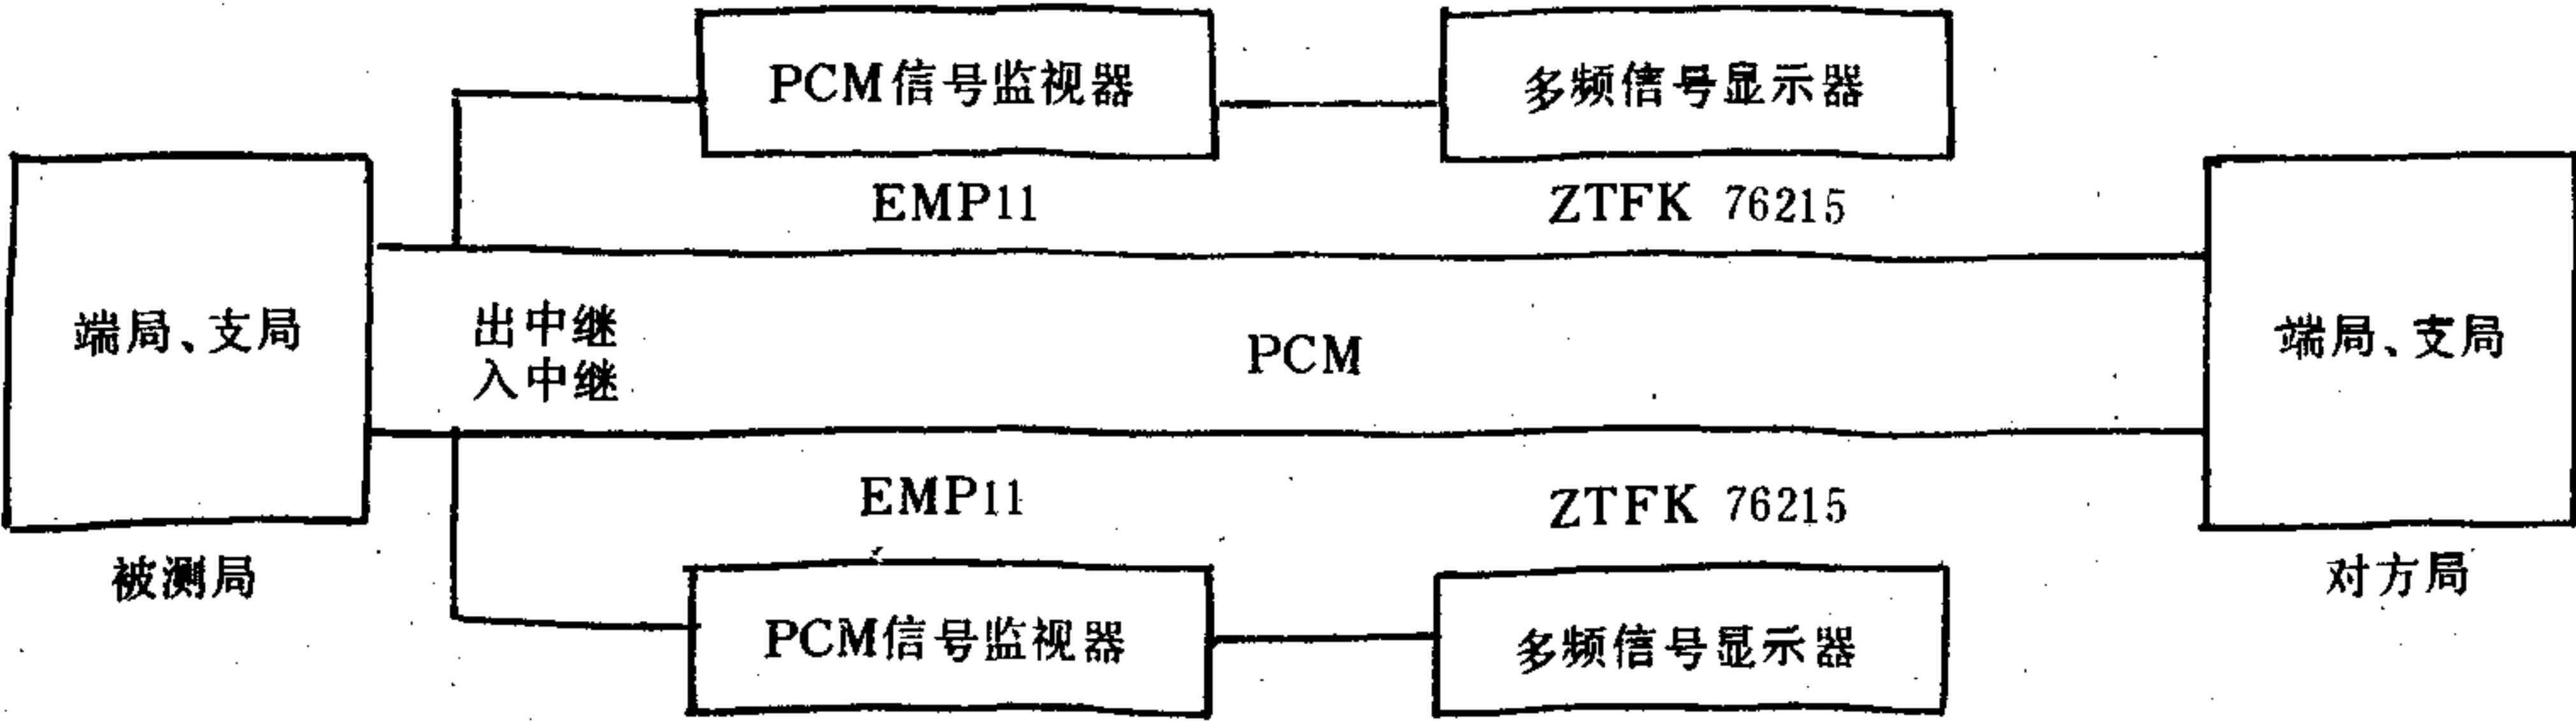 PCM信号监视器
多频信号显示器
EMP11
ZTFK 76215
端局、支局
出中继
入中继
PCM
端局、支局
EMP11
ZTFK 76215
被测局
对方局
PCM信号监视器
多频信号显示器